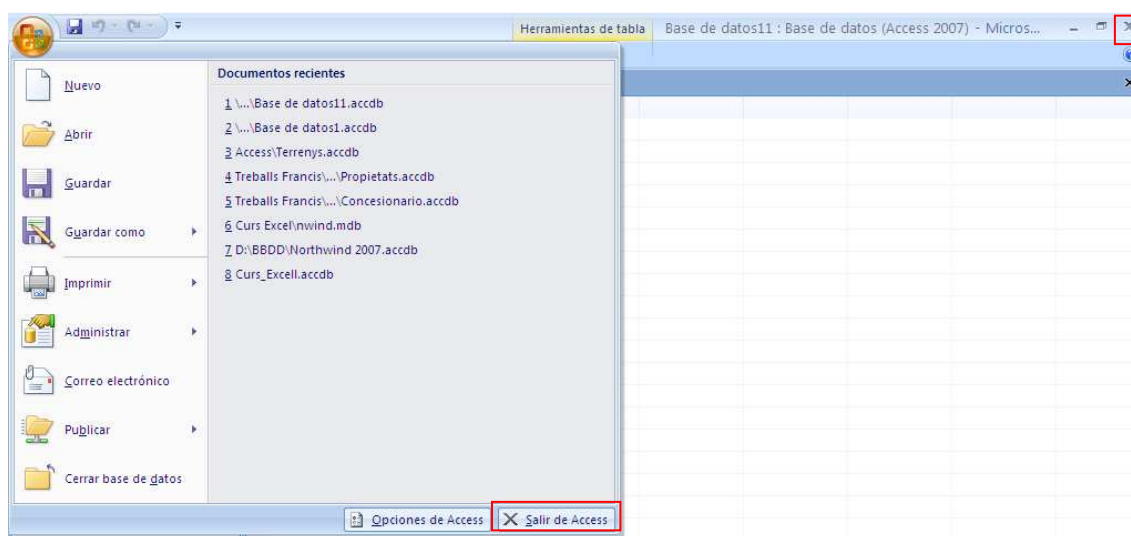 Herramientas de tabla
Base de datos11 : Base de datos (Access 2007) - Micros...
Nuevo
Abrir
Guardar
Guardar como
Imprimir
Administrar
Correo electrónico
Publicar
Cerrar base de datos
Documentos recientes
1 \...\Base de datos11.accdb
2 \...\Base de datos1.accdb
3 Access\Terrenys.accdb
4 Treballs Francis\...\Propietats.accdb
5 Treballs Francis\...\Concesionario.accdb
6 Curs Excel\nwind.mdb
7 D:\BBDD\Northwind 2007.accdb
8 Curs_Excell.accdb
Opciones de Access
Salir de Access